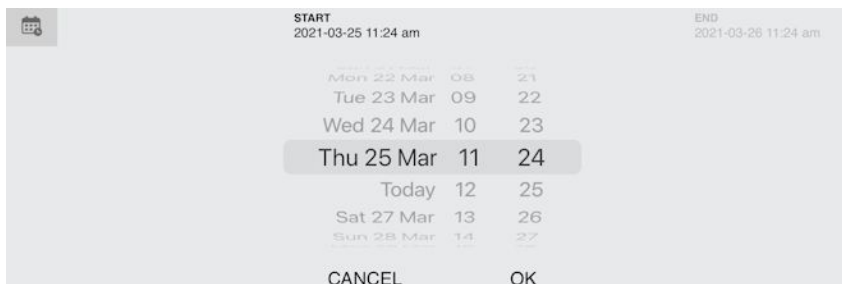 START
2021-03-25 11:24 am
END
2021-03-26 11:24 am
Mon 22 Mar 08 21
Tue 23 Mar 09 22
Wed 24 Mar 10 23
Thu 25 Mar 11 24
Today 12 25
Sat 27 Mar 13 26
Sun 28 Mar 14 27
CANCEL OK